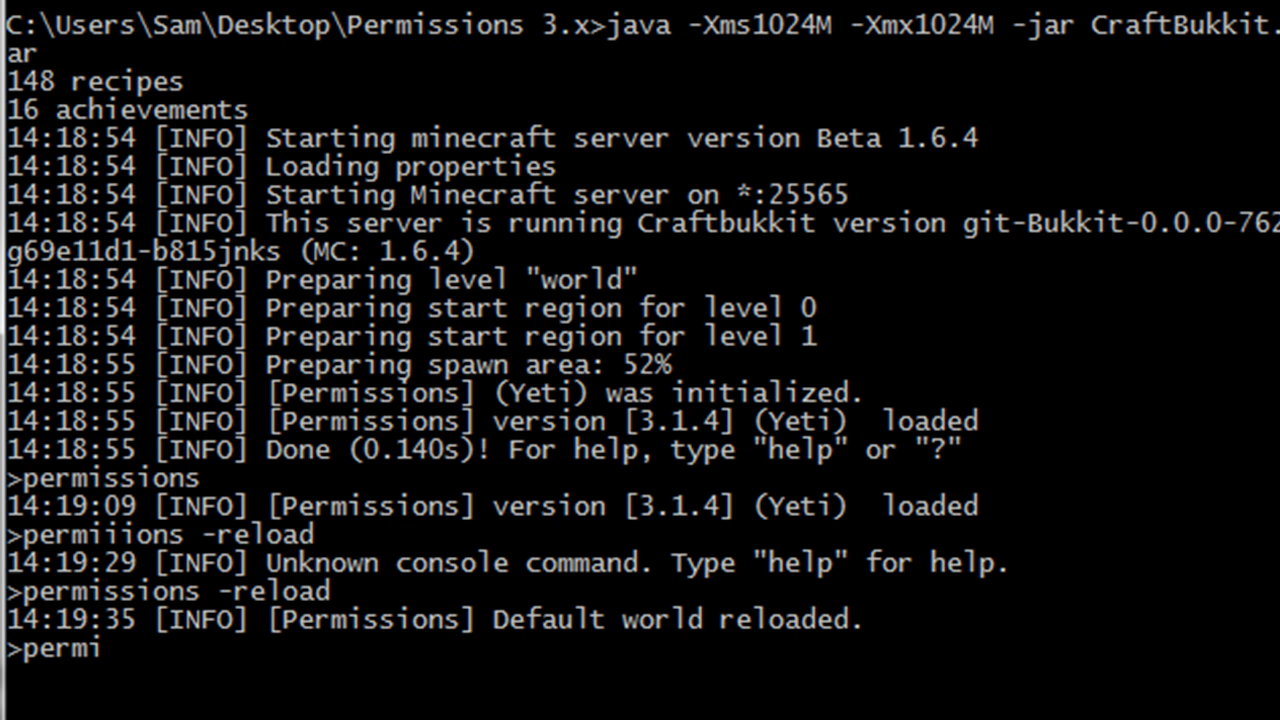 C:\Users\Sam\Desktop\Permissions 3.x>java -Xms1024M -Xmx1024M -jar CraftBukkit.
ar
148 recipes
16 achievements
14:18:54 [INFO] Starting minecraft server version Beta 1.6.4
14:18:54 [INFO] Loading properties
14:18:54 [INFO] Starting Minecraft server on *:25565
14:18:54 [INFO] This server is running Craftbukkit version git-Bukkit-0.0.0-762
g69e11d1-b815jnks (MC: 1.6.4)
14:18:54 [INFO] Preparing level "world"
14:18:54 [INFO] Preparing start region for level 0
14:18:54 [INFO] Preparing start region for level 1
14:18:55 [INFO] Preparing spawn area: 52%
14:18:55 [INFO] [Permissions] (Yeti) was initialized.
14:18:55 [INFO] [Permissions] version [3.1.4] (Yeti)  loaded
14:18:55 [INFO] Done (0.140s)! For help, type "help" or "?"
>permissions
14:19:09 [INFO] [Permissions] version [3.1.4] (Yeti)  loaded
>permiiions -reload
14:19:29 [INFO] Unknown console command. Type "help" for help.
>permissions -reload
14:19:35 [INFO] [Permissions] Default world reloaded.
>permi